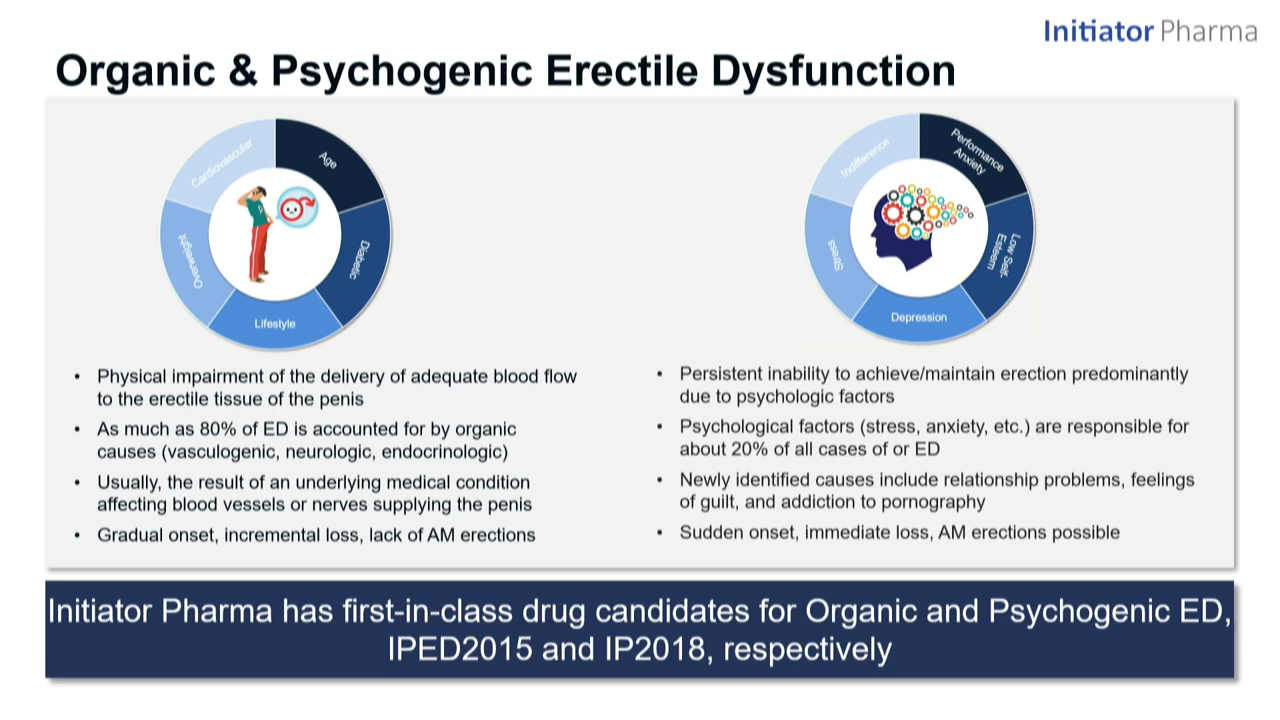 Initiator Pharma
Organic & Psychogenic Erectile Dysfunction
Cardiovascular
Age
Overweight
Diabetic
Lifestyle
• Physical impairment of the delivery of adequate blood flow
to the erectile tissue of the penis
• As much as 80% of ED is accounted for by organic
causes (vasculogenic, neurologic, endocrinologic)
• Usually, the result of an underlying medical condition
affecting blood vessels or nerves supplying the penis
• Gradual onset, incremental loss, lack of AM erections
Indifference
Performance
Anxiety
Stress
Low Self-
Esteem
Depression
• Persistent inability to achieve/maintain erection predominantly
due to psychologic factors
• Psychological factors (stress, anxiety, etc.) are responsible for
about 20% of all cases of or ED
• Newly identified causes include relationship problems, feelings
of guilt, and addiction to pornography
• Sudden onset, immediate loss, AM erections possible
Initiator Pharma has first-in-class drug candidates for Organic and Psychogenic ED,
IPED2015 and IP2018, respectively